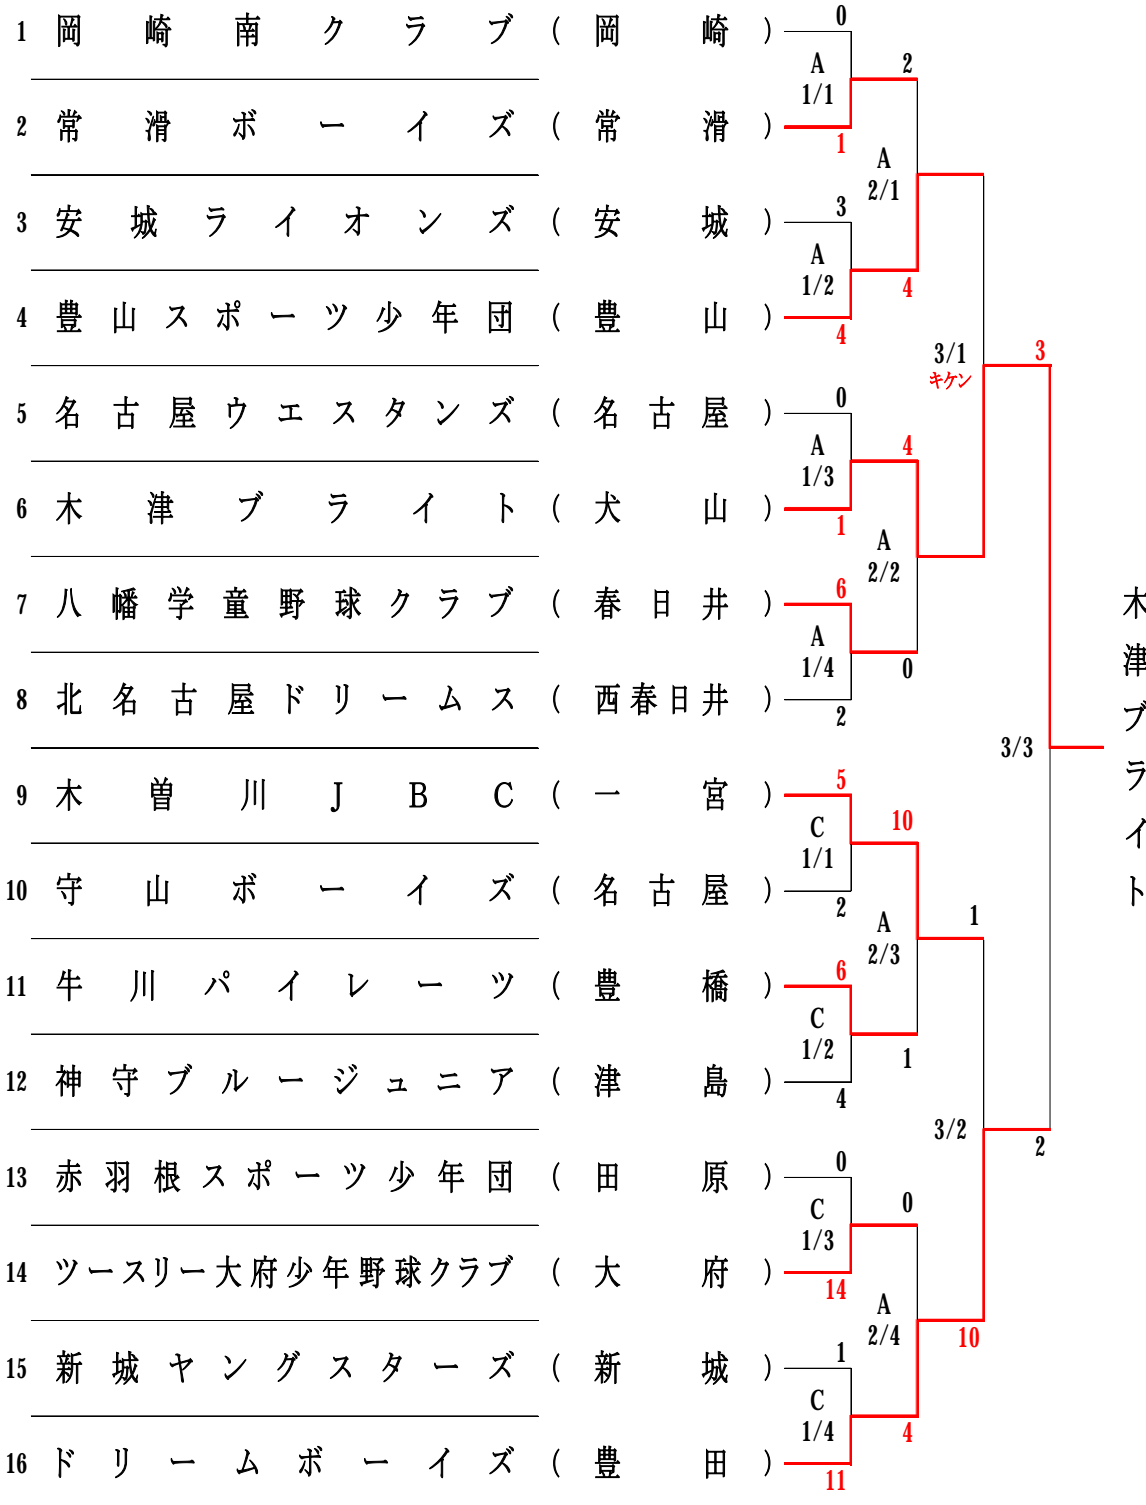 1 岡崎南クラブ (岡崎) 0
A
1/1
2
2 常滑ボーイズ (常滑) 1
A
2/1
3 安城ライオンズ (安城) 3
A
1/2
4
4 豊山スポーツ少年団 (豊山) 4
3/1
キケン
3
5 名古屋ウエスタンズ (名古屋) 0
A
1/3
4
6 木津ブライト (犬山) 1
A
2/2
7 八幡学童野球クラブ (春日井) 6
A
1/4
0
8 北名古屋ドリームス (西春日井) 2
3/3
木津ブライト
9 木曽川JBC (一宮) 5
C
1/1
10
10 守山ボーイズ (名古屋) 2
A
2/3
1
11 牛川パイレーツ (豊橋) 6
C
1/2
1
12 神守ブルージュニア (津島) 4
3/2
2
13 赤羽根スポーツ少年団 (田原) 0
C
1/3
0
14 ツースリー大府少年野球クラブ (大府) 14
A
2/4
10
15 新城ヤングスターズ (新城) 1
C
1/4
4
16 ドリームボーイズ (豊田) 11